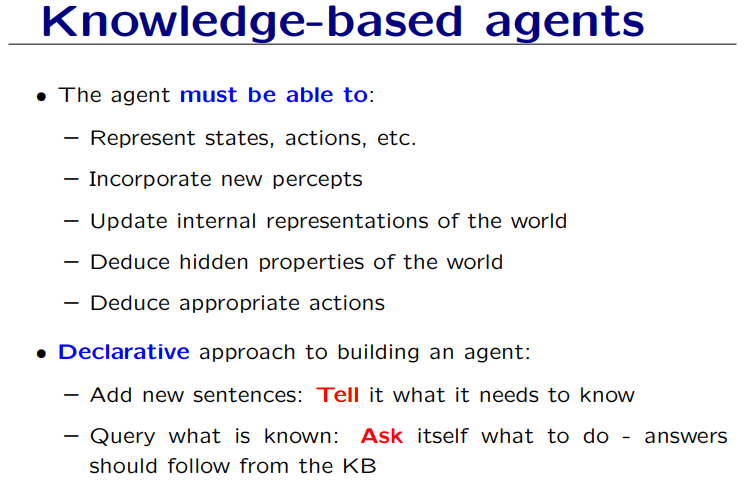 Knowledge-based agents
• The agent must be able to:
– Represent states, actions, etc.
– Incorporate new percepts
– Update internal representations of the world
– Deduce hidden properties of the world
– Deduce appropriate actions
• Declarative approach to building an agent:
– Add new sentences: Tell it what it needs to know
– Query what is known: Ask itself what to do - answers
should follow from the KB